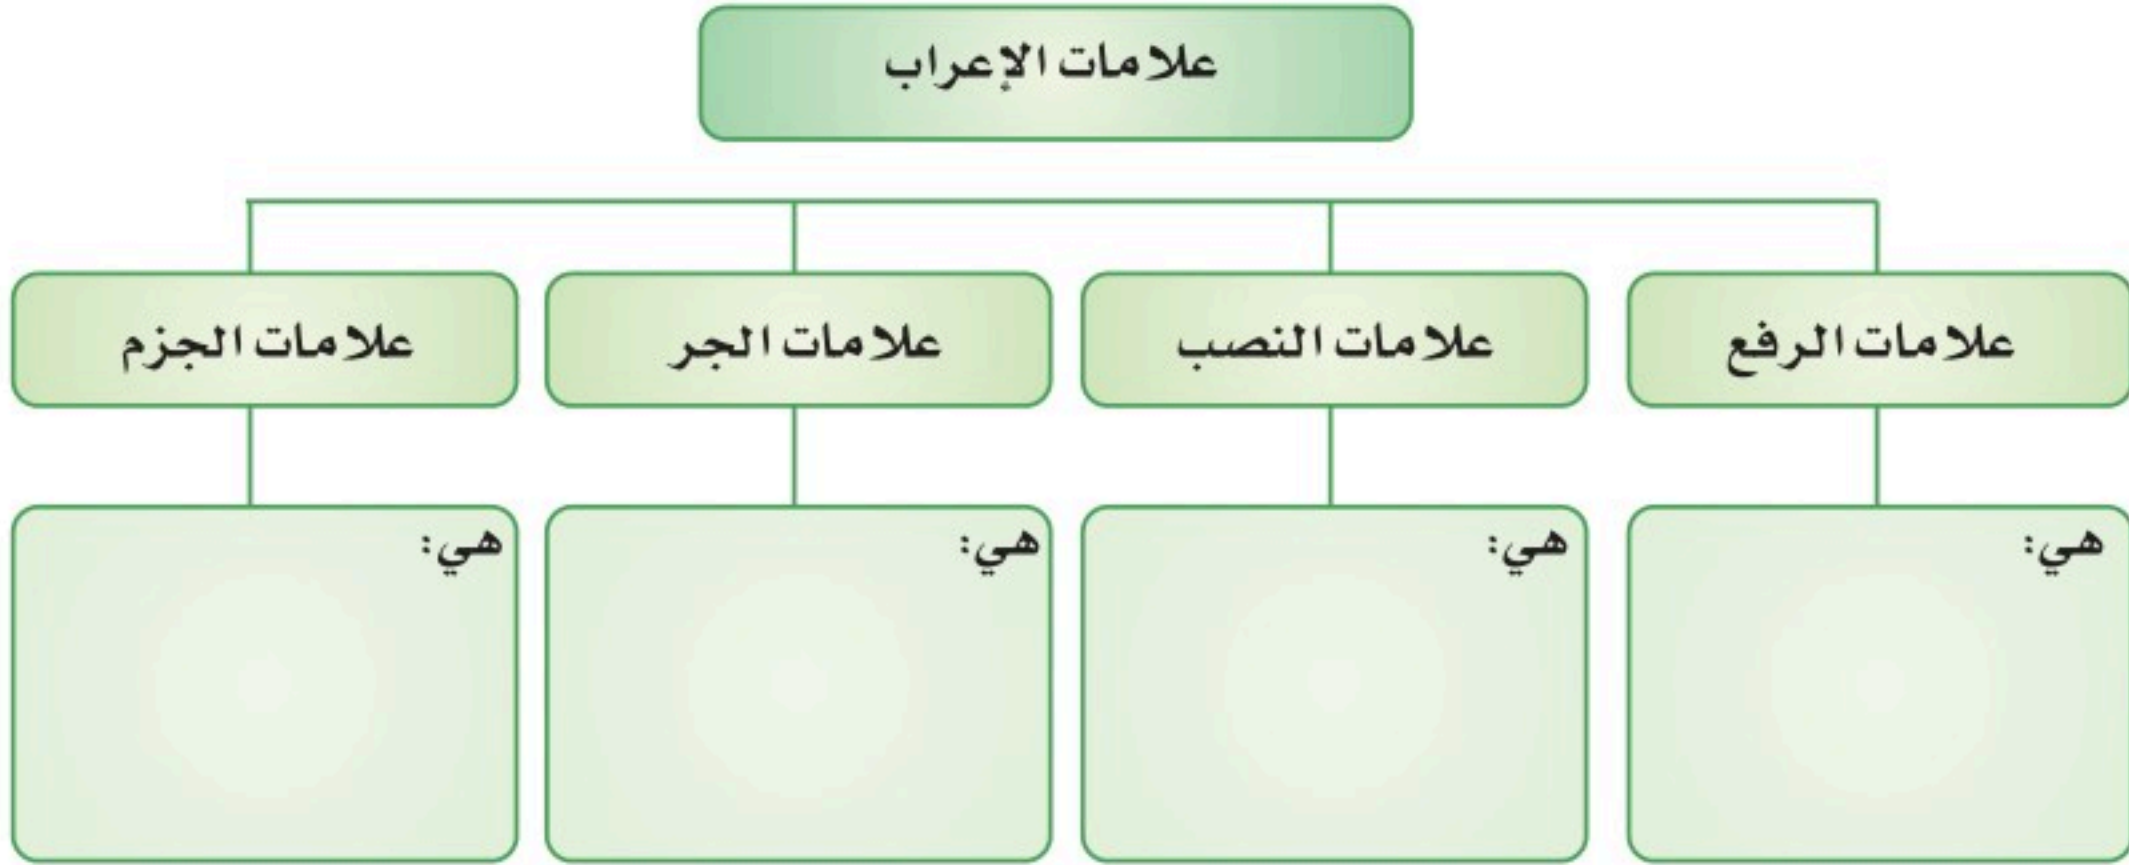 علامات الإعراب
علامات الرفع
علامات النصب
علامات الجر
علامات الجزم
هي:
هي:
هي:
هي: